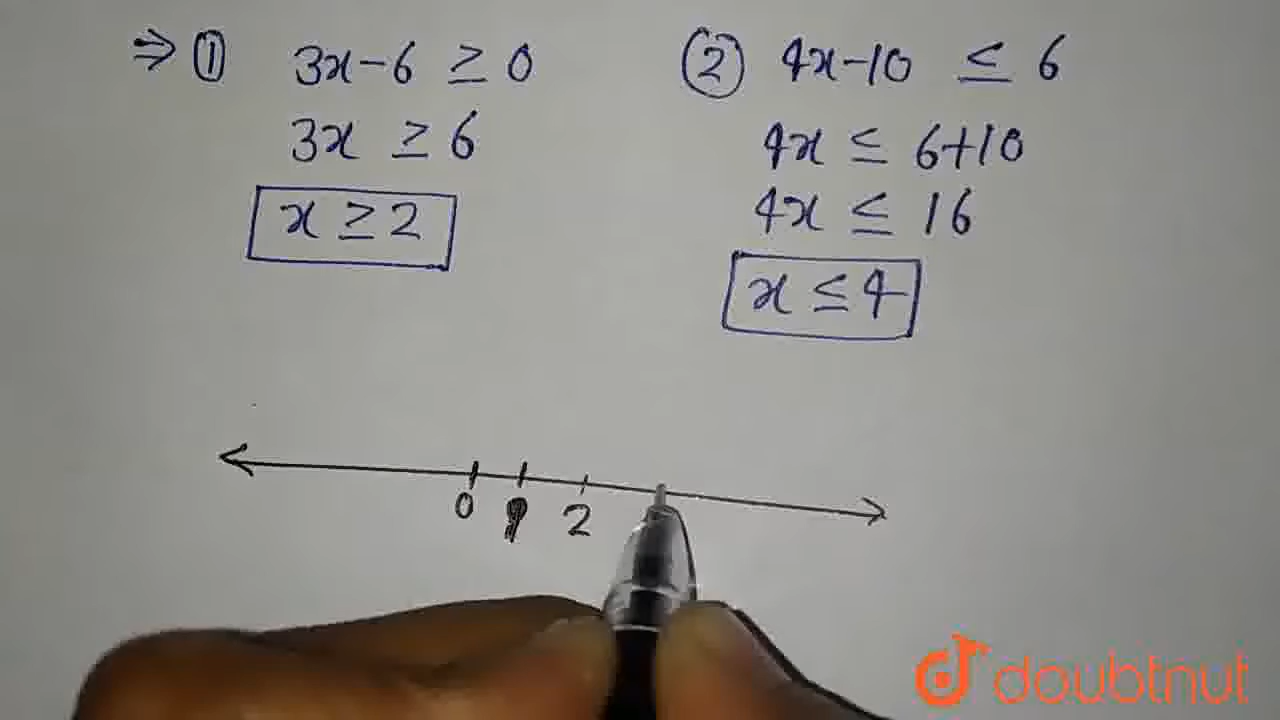 ⇒ ① 3x-6 ≥ 0
3x ≥ 6
x ≥ 2
② 4x-10 ≤ 6
4x ≤ 6+10
4x ≤ 16
x ≤ 4
0 1 2
doubtnut